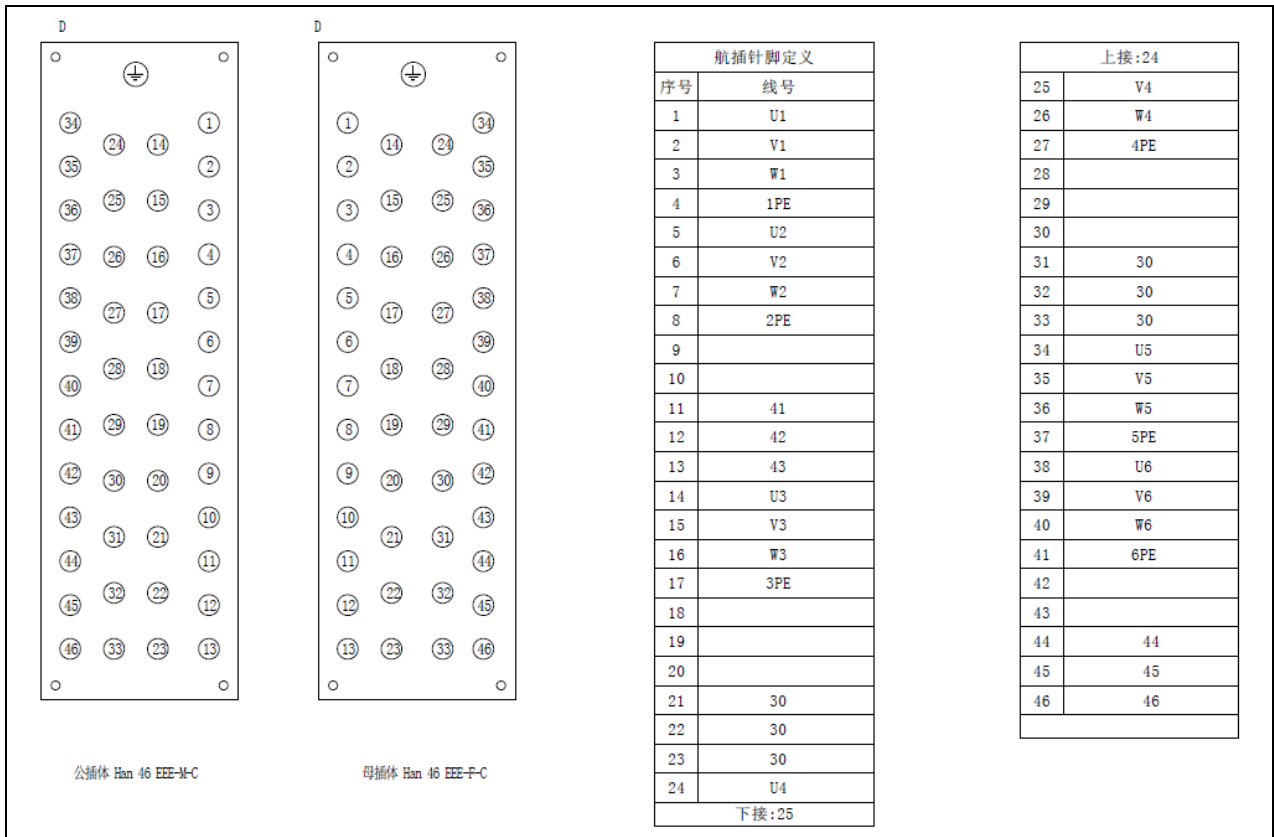 D
34 24 14 1
35 2
36 25 15 3
37 26 16 4
38 27 17 5
39 6
40 28 18 7
41 29 19 8
42 30 20 9
43 10
44 31 21 11
45 32 22 12
46 33 23 13
公插体 Han 46 EEE-M-C
D
1 14 24 34
2 35
3 15 25 36
4 16 26 37
5 17 27 38
6 39
7 18 28 40
8 19 29 41
9 20 30 42
10 43
11 21 31 44
12 22 32 45
13 23 33 46
母插体 Han 46 EEE-F-C
航插针脚定义
序号 线号
1 U1
2 V1
3 W1
4 1PE
5 U2
6 V2
7 W2
8 2PE
9
10
11 41
12 42
13 43
14 U3
15 V3
16 W3
17 3PE
18
19
20
21 30
22 30
23 30
24 U4
下接:25
上接:24
25 V4
26 W4
27 4PE
28
29
30
31 30
32 30
33 30
34 U5
35 V5
36 W5
37 5PE
38 U6
39 V6
40 W6
41 6PE
42
43
44 44
45 45
46 46